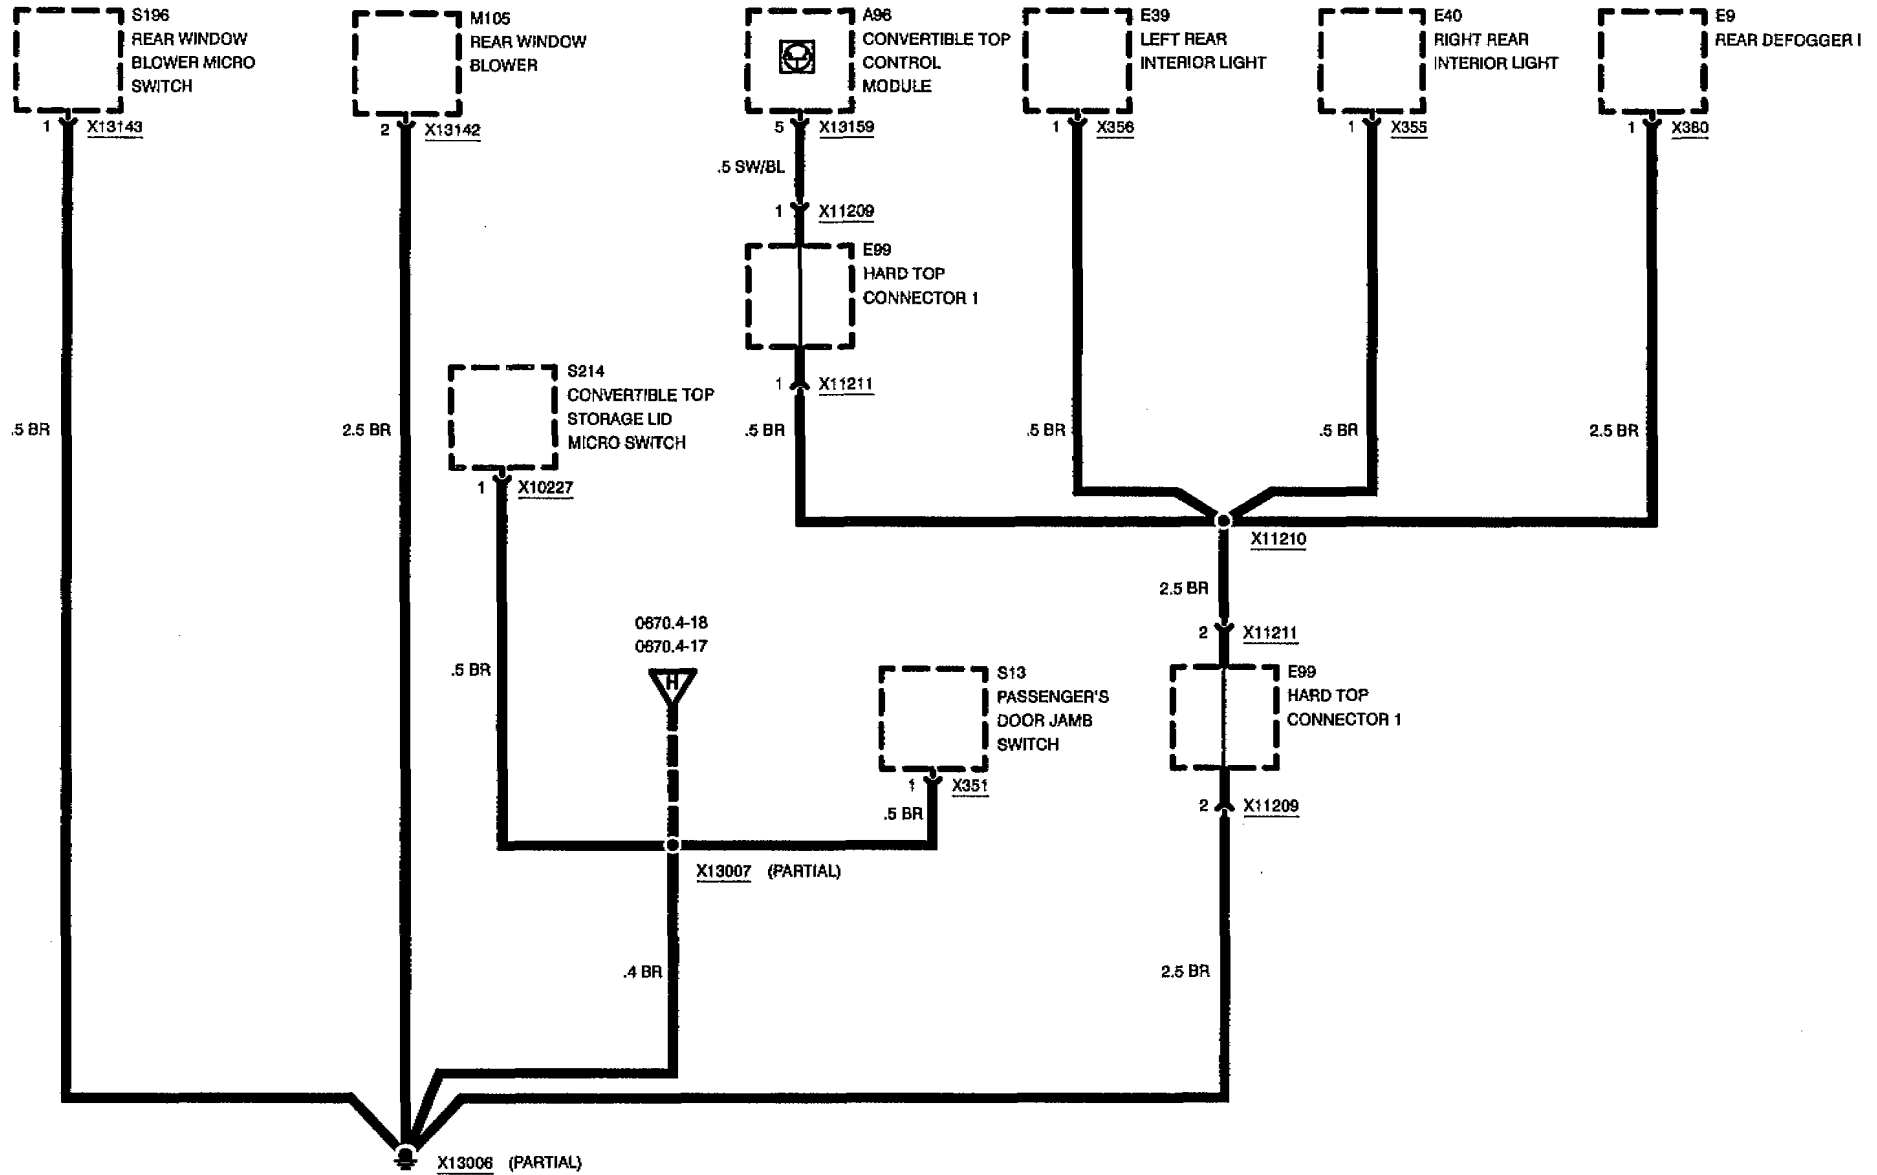 S196
REAR WINDOW
BLOWER MICRO
SWITCH
M105
REAR WINDOW
BLOWER
A96
CONVERTIBLE TOP
CONTROL
MODULE
E39
LEFT REAR
INTERIOR LIGHT
E40
RIGHT REAR
INTERIOR LIGHT
E9
REAR DEFOGGER I
1 X13143
2 X13142
5 X13159
1 X356
1 X355
1 X380
.5 SW/BL
1 X11209
E99
HARD TOP
CONNECTOR 1
1 X11211
S214
CONVERTIBLE TOP
STORAGE LID
MICRO SWITCH
.5 BR
2.5 BR
.5 BR
.5 BR
.5 BR
2.5 BR
1 X10227
X11210
2.5 BR
0670.4-18
0670.4-17
H
2 X11211
.5 BR
S13
PASSENGER'S
DOOR JAMB
SWITCH
E99
HARD TOP
CONNECTOR 1
1 X351
.5 BR
2 X11209
X13007 (PARTIAL)
.4 BR
2.5 BR
X13006 (PARTIAL)